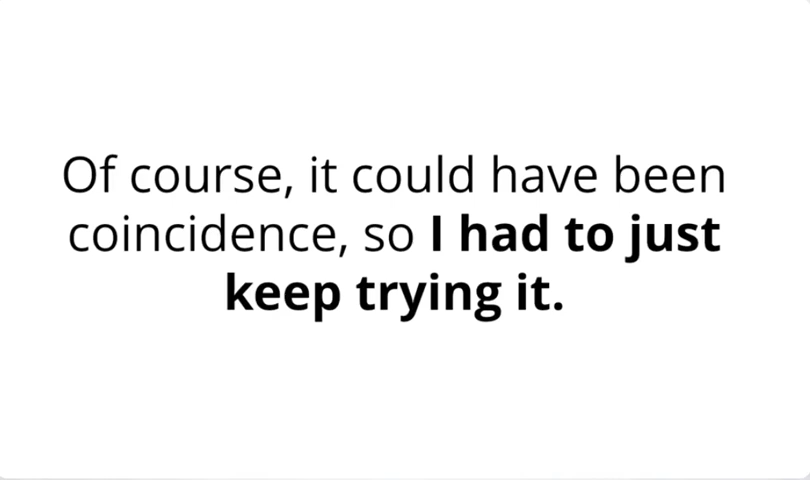 Of course, it could have been
coincidence, so I had to just
keep trying it.